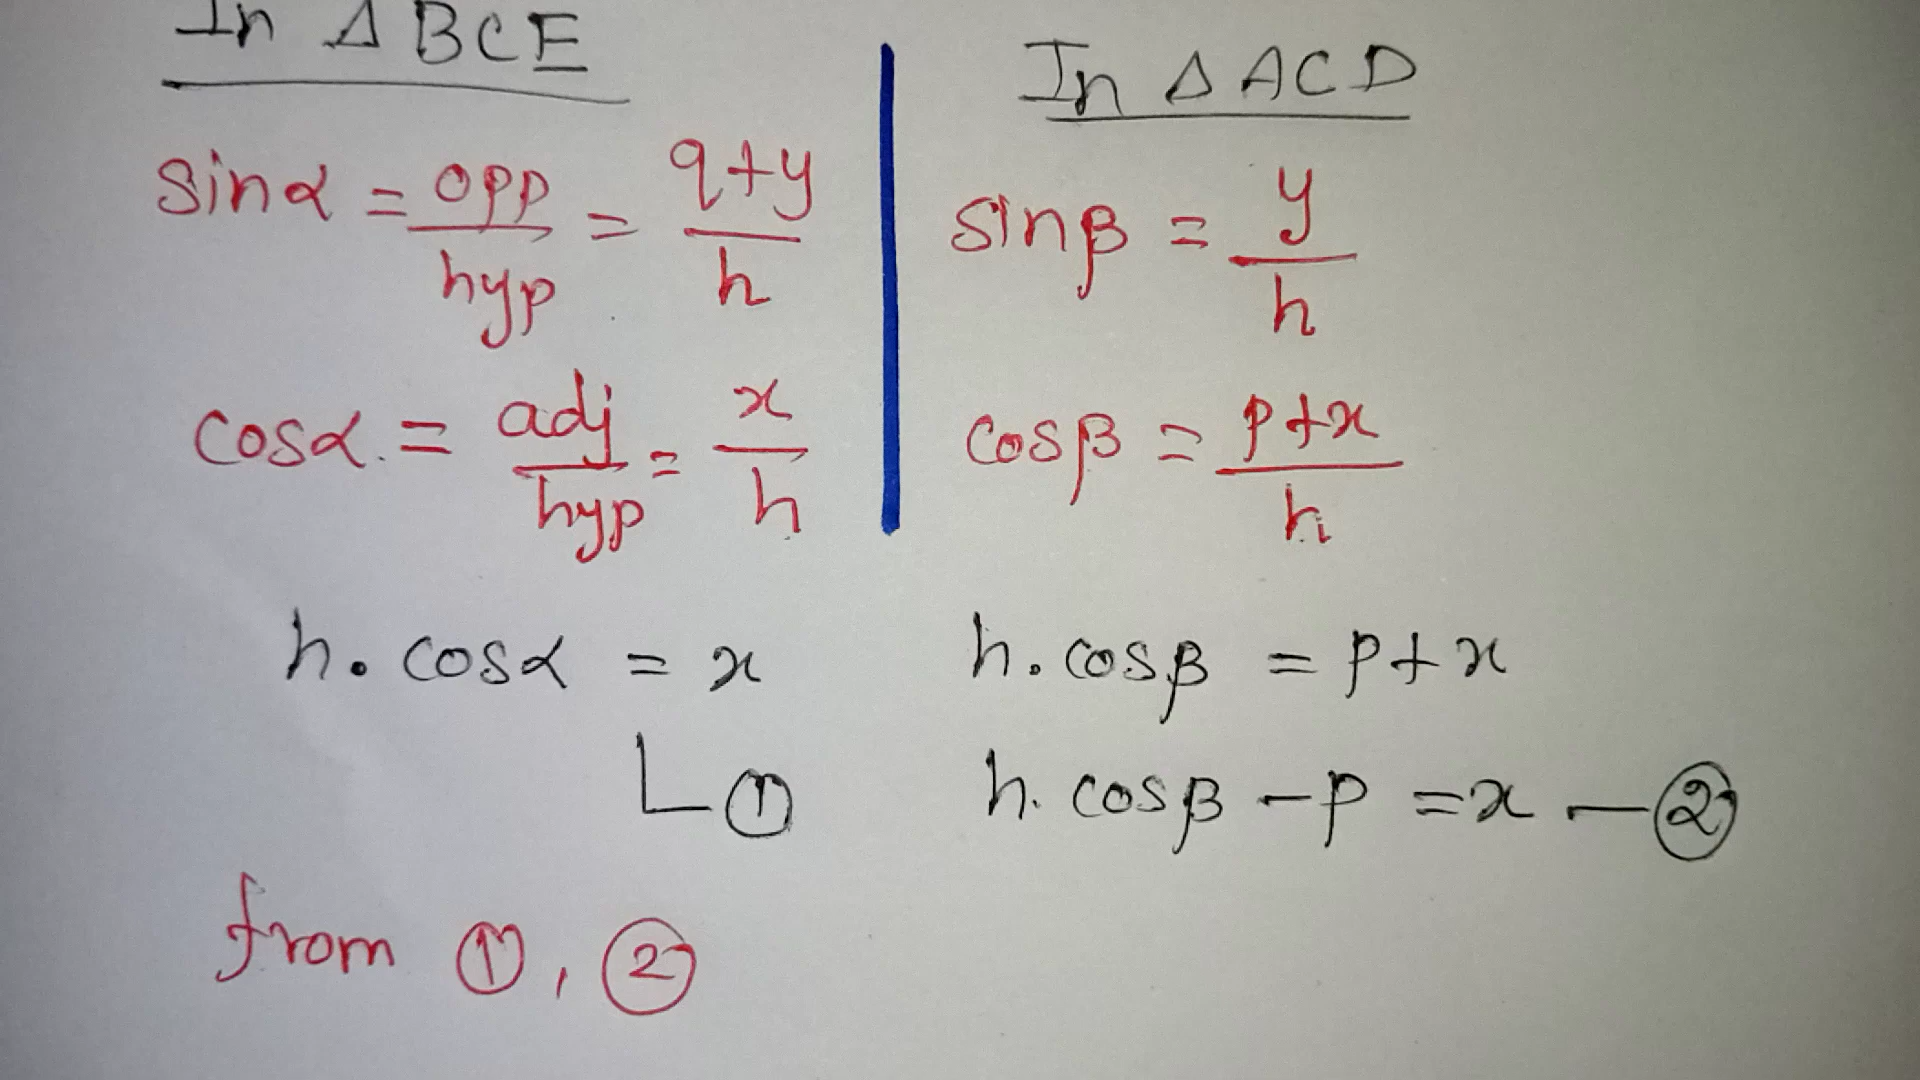 In △ BCE
sinα = opp/hyp = q+y/h
cosα. = adj/hyp = x/h
In △ ACD
sinβ = y/h
cosβ = p+x/h
h. cosα = x
①
h. cosβ = p+x
h. cosβ - p = x — ②
from ①, ②